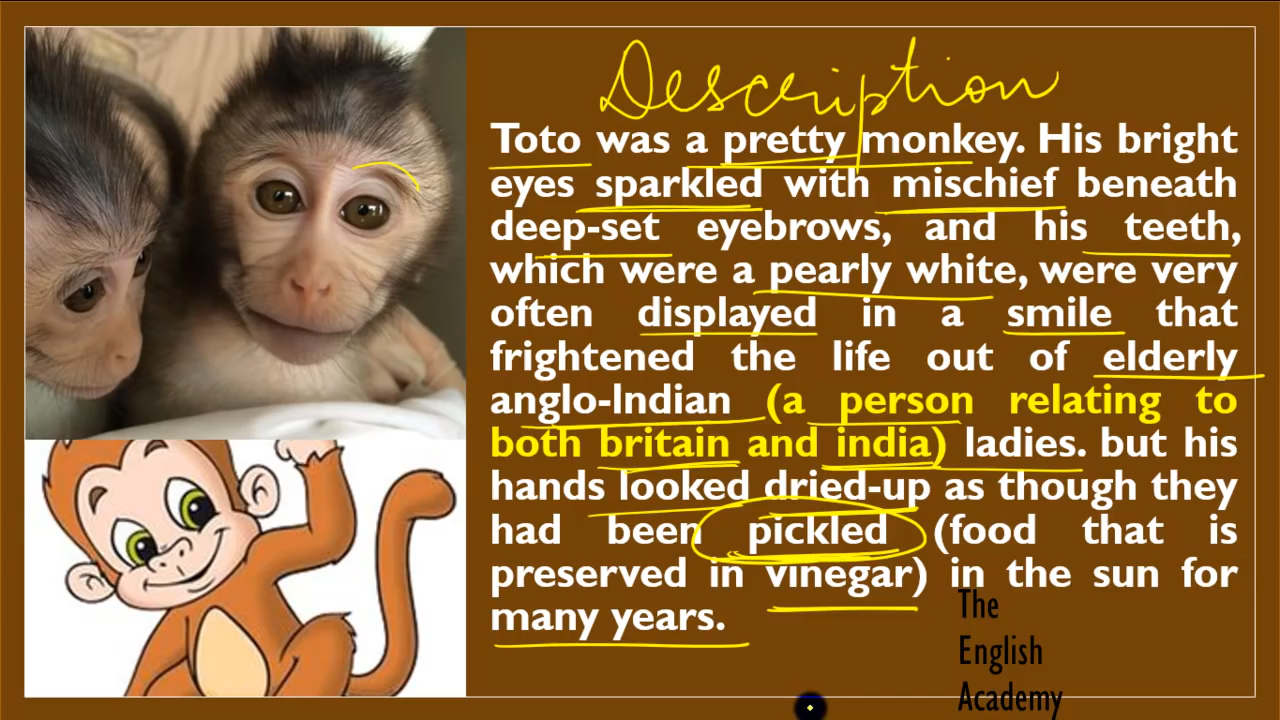 Description
Toto was a pretty monkey. His bright
eyes sparkled with mischief beneath
deep-set eyebrows, and his teeth,
which were a pearly white, were very
often displayed in a smile that
frightened the life out of elderly
anglo-Indian (a person relating to
both britain and india) ladies. but his
hands looked dried-up as though they
had been pickled (food that is
preserved in vinegar) in the sun for
many years.
The
English
Academy